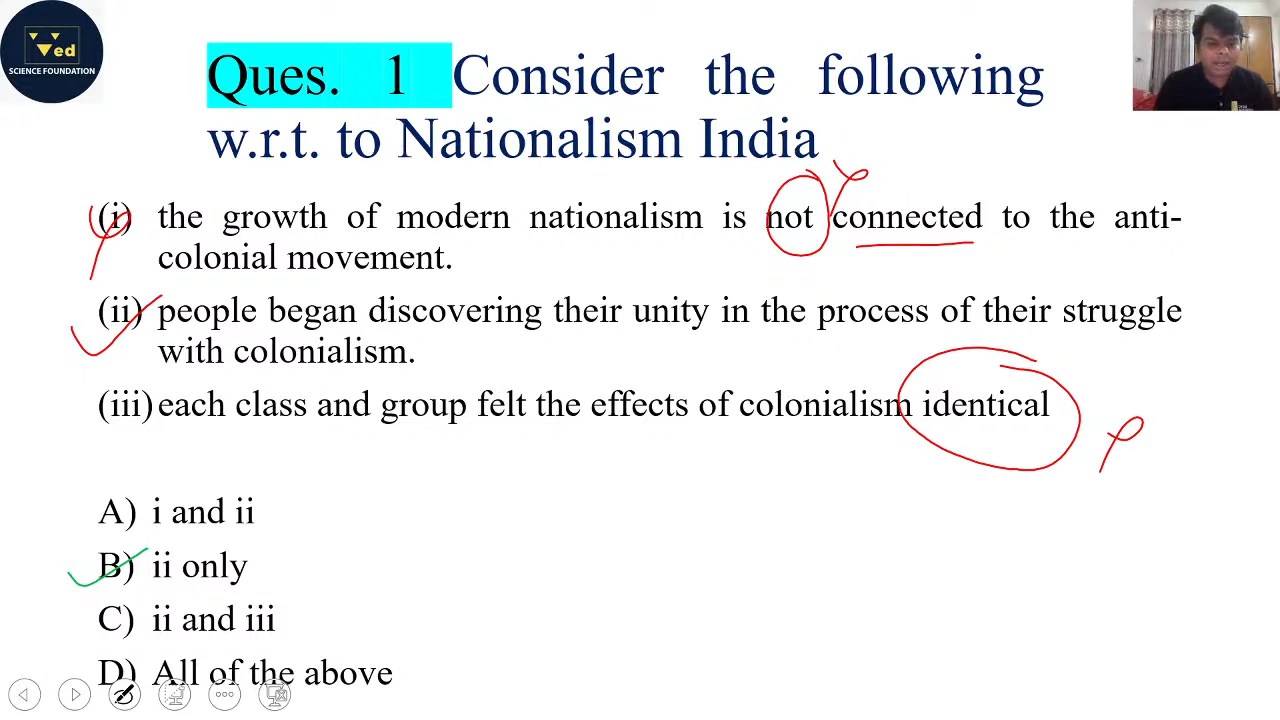 ved
SCIENCE FOUNDATION
Ques. 1 Consider the following
w.r.t. to Nationalism India
(i) the growth of modern nationalism is not connected to the anti-
colonial movement.
(ii) people began discovering their unity in the process of their struggle
with colonialism.
(iii) each class and group felt the effects of colonialism identical
A) i and ii
B) ii only
C) ii and iii
D) All of the above